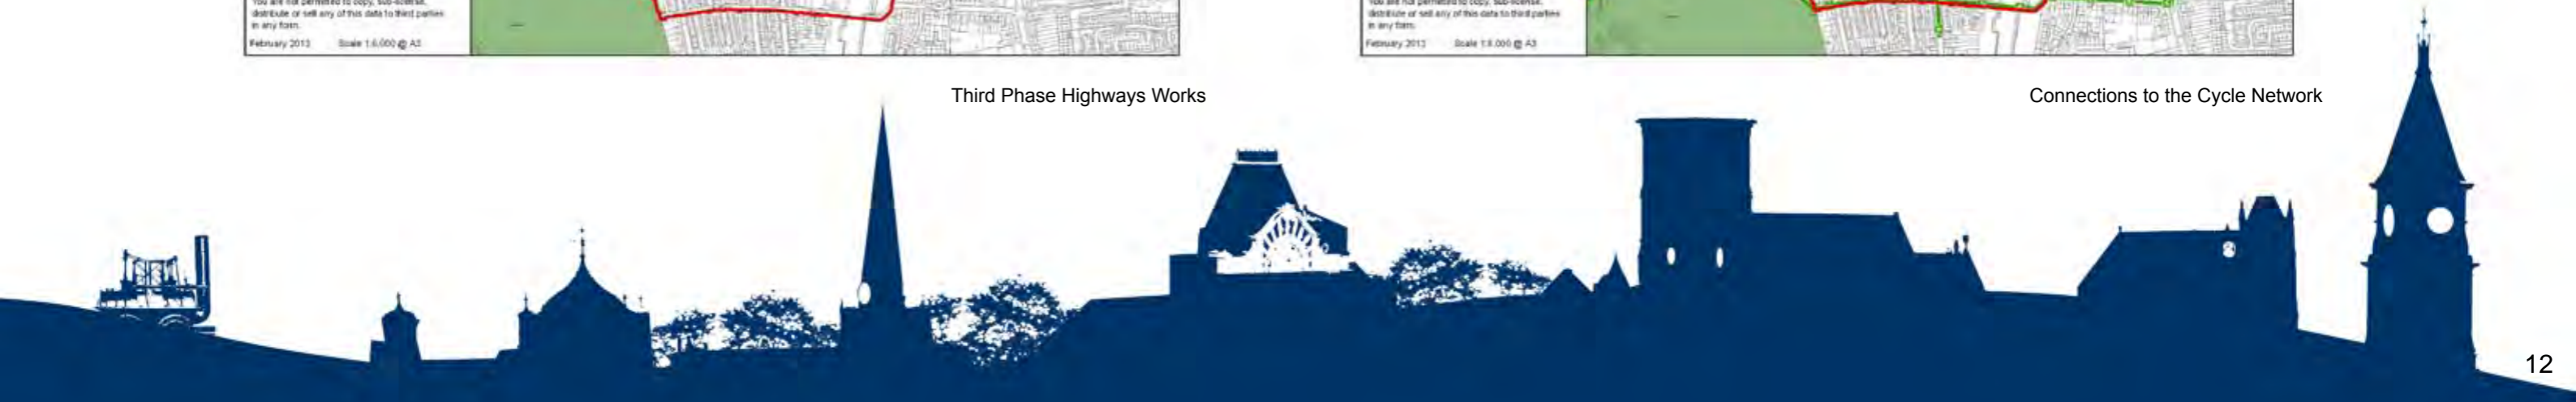 You are not permitted to copy, sub-license,
distribute or sell any of this data to third parties
in any form.
February 2013 Scale 1:6,000 @ A3
You are not permitted to copy, sub-license,
distribute or sell any of this data to third parties
in any form.
February 2013 Scale 1:6,000 @ A3
Third Phase Highways Works
Connections to the Cycle Network
12